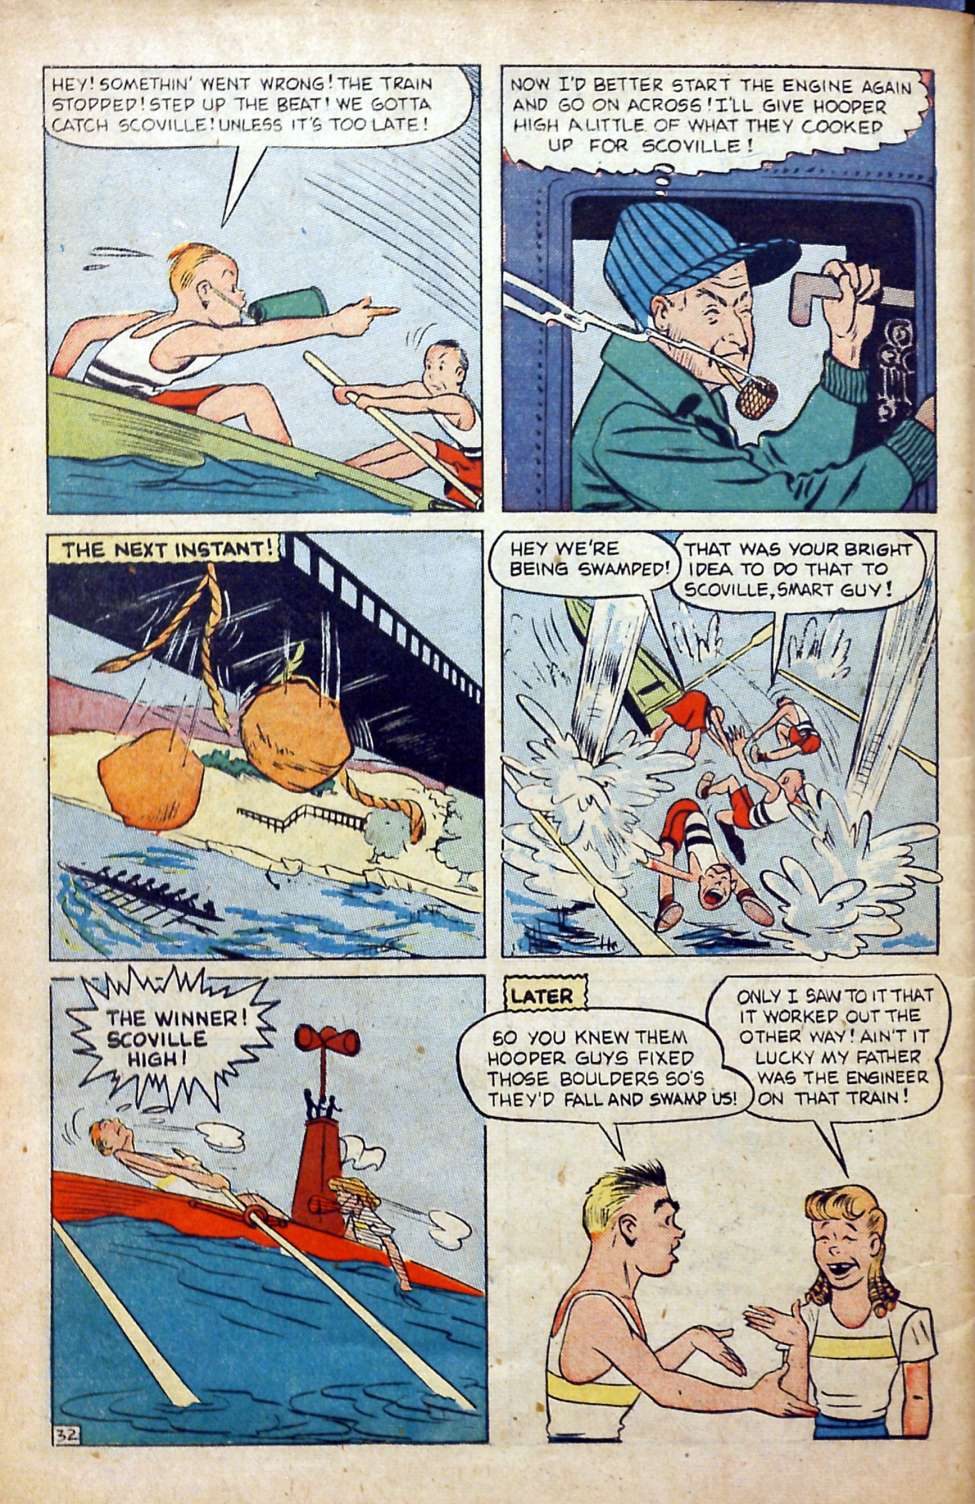 HEY! SOMETHIN' WENT WRONG! THE TRAIN
STOPPED! STEP UP THE BEAT! WE GOTTA
CATCH SCOVILLE! UNLESS IT'S TOO LATE!
NOW I'D BETTER START THE ENGINE AGAIN
AND GO ON ACROSS! I'LL GIVE HOOPER
HIGH A LITTLE OF WHAT THEY COOKED
UP FOR SCOVILLE!
THE NEXT INSTANT!
HEY WE'RE
BEING SWAMPED!
THAT WAS YOUR BRIGHT
IDEA TO DO THAT TO
SCOVILLE, SMART GUY!
THE WINNER!
SCOVILLE
HIGH!
32
LATER
SO YOU KNEW THEM
HOOPER GUYS FIXED
THOSE BOULDERS SO'S
THEY'D FALL AND SWAMP US!
ONLY I SAW TO IT THAT
IT WORKED OUT THE
OTHER WAY! AIN'T IT
LUCKY MY FATHER
WAS THE ENGINEER
ON THAT TRAIN!